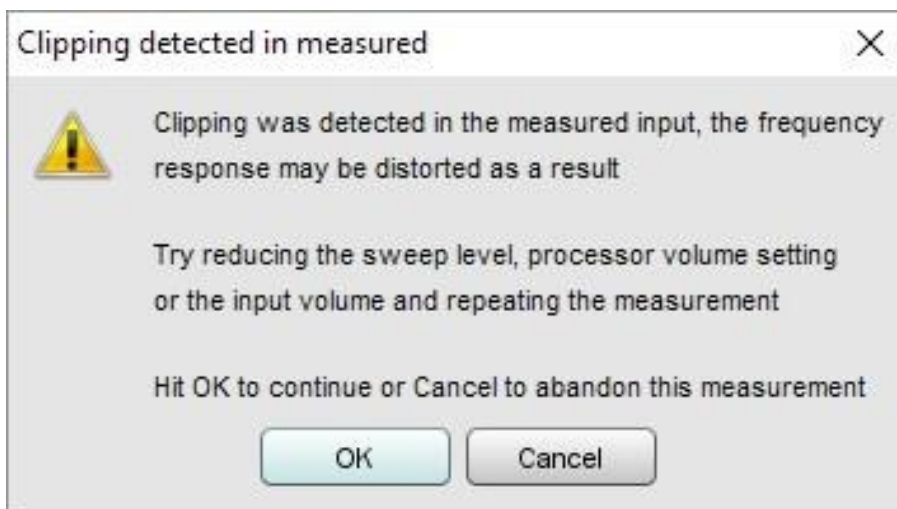 Clipping detected in measured
Clipping was detected in the measured input, the frequency
response may be distorted as a result
Try reducing the sweep level, processor volume setting
or the input volume and repeating the measurement
Hit OK to continue or Cancel to abandon this measurement
OK Cancel